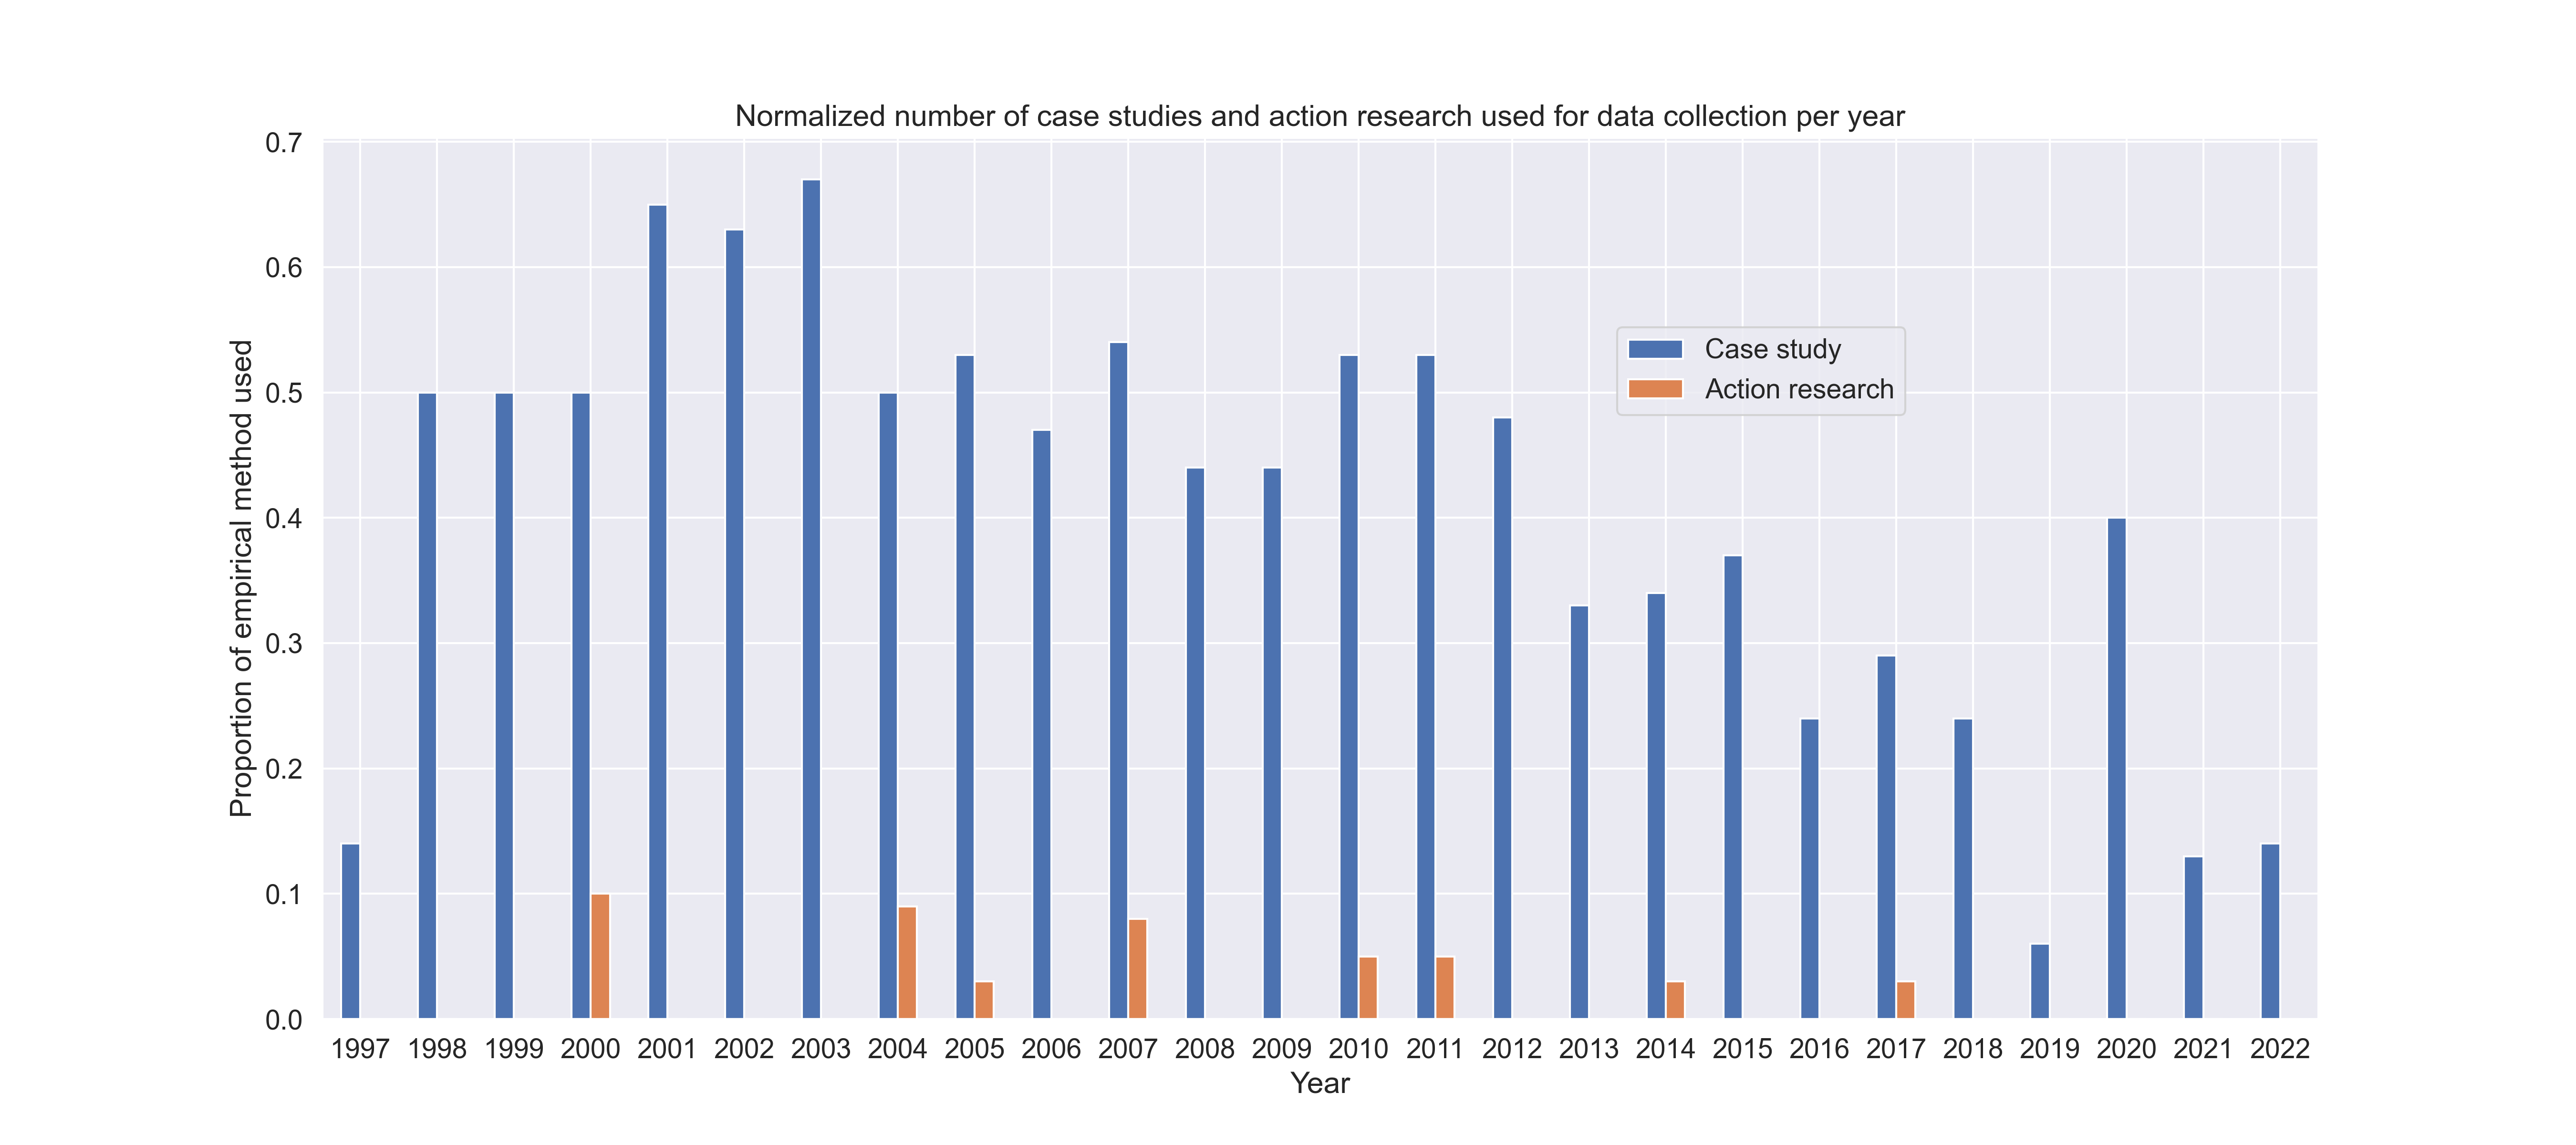 Normalized number of case studies and action research used for data collection per year
0.7
0.6
0.5
0.4
0.3
0.2
0.1
0.0
Proportion of empirical method used
Case study
Action research
1997 1998 1999 2000 2001 2002 2003 2004 2005 2006 2007 2008 2009 2010 2011 2012 2013 2014 2015 2016 2017 2018 2019 2020 2021 2022
Year